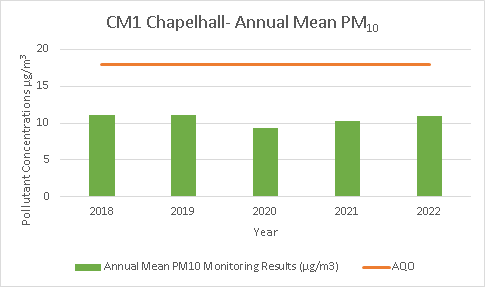 CM1 Chapelhall- Annual Mean PM10
20
15
10
5
0
Pollutant Concentrations µg/m³
2018 2019 2020 2021 2022
Year
Annual Mean PM10 Monitoring Results (µg/m3) AQO